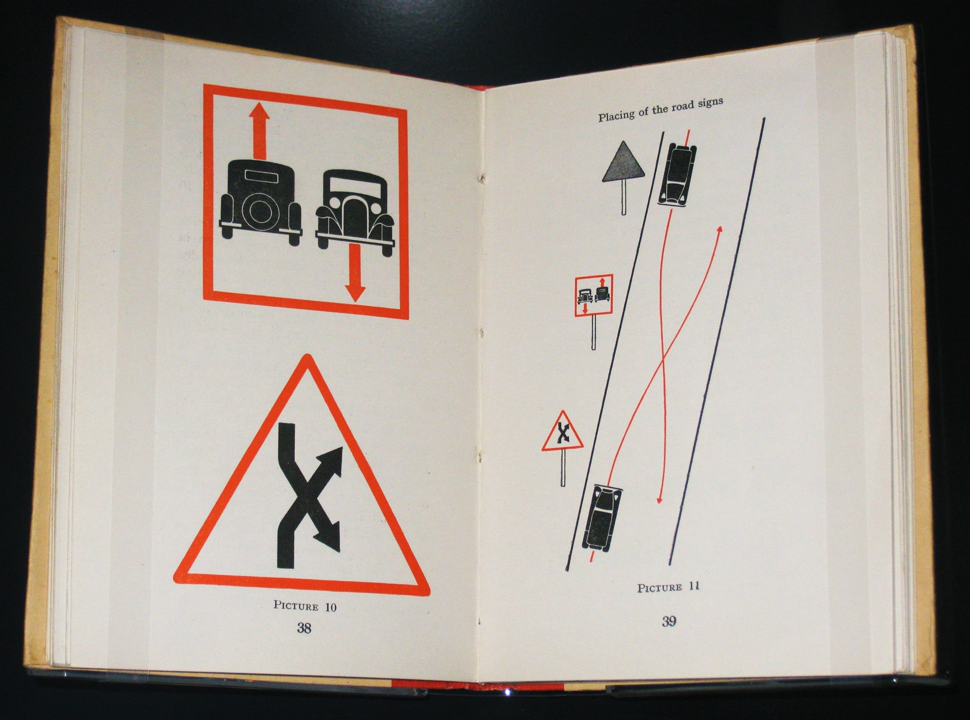 PICTURE 10
38
Placing of the road signs
PICTURE 11
39